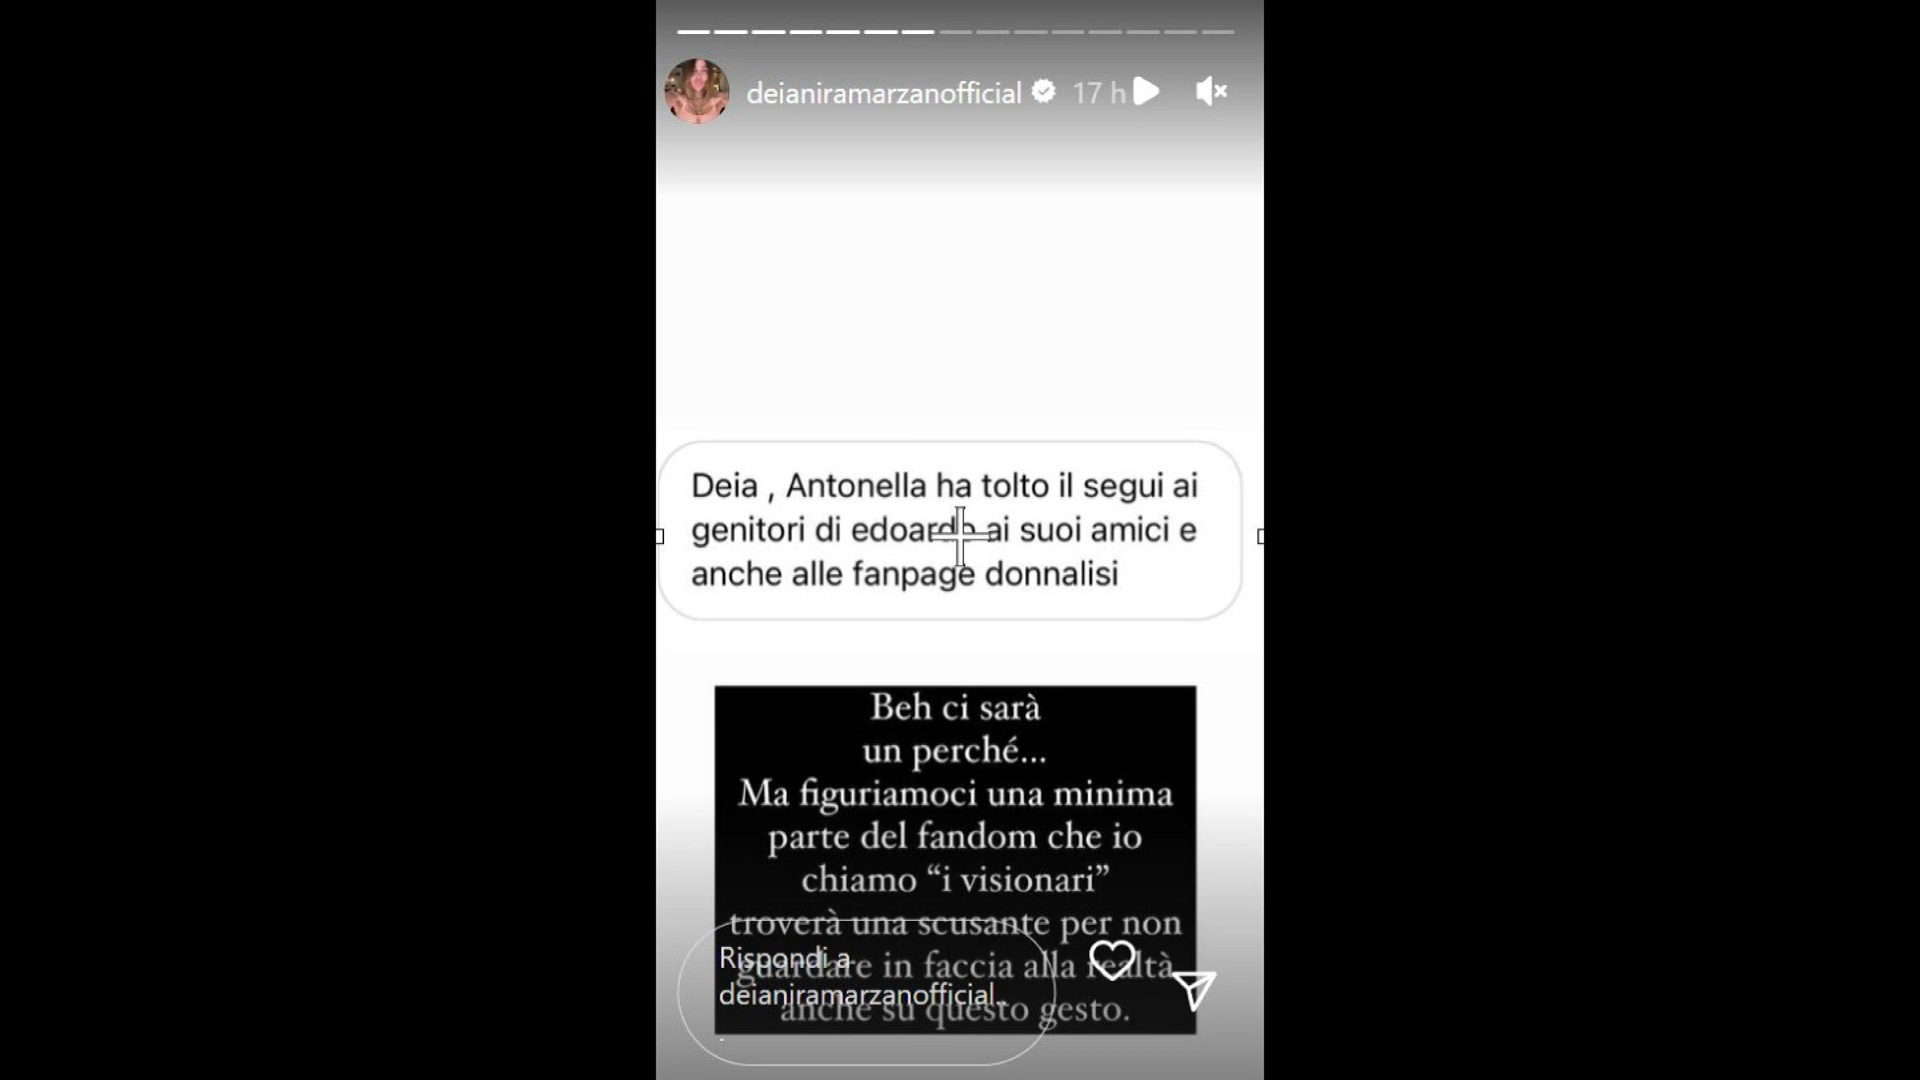 deianiramarzanofficial 17 h
Deia , Antonella ha tolto il segui ai
genitori di edoardo ai suoi amici e
anche alle fanpage donnalisi
Beh ci sarà
un perché...
Ma figuriamoci una minima
parte del fandom che io
chiamo “i visionari”
troverà una scusante per non
guardare in faccia alla realtà
anche su questo gesto.
Rispondi a
deianiramarzanofficial...